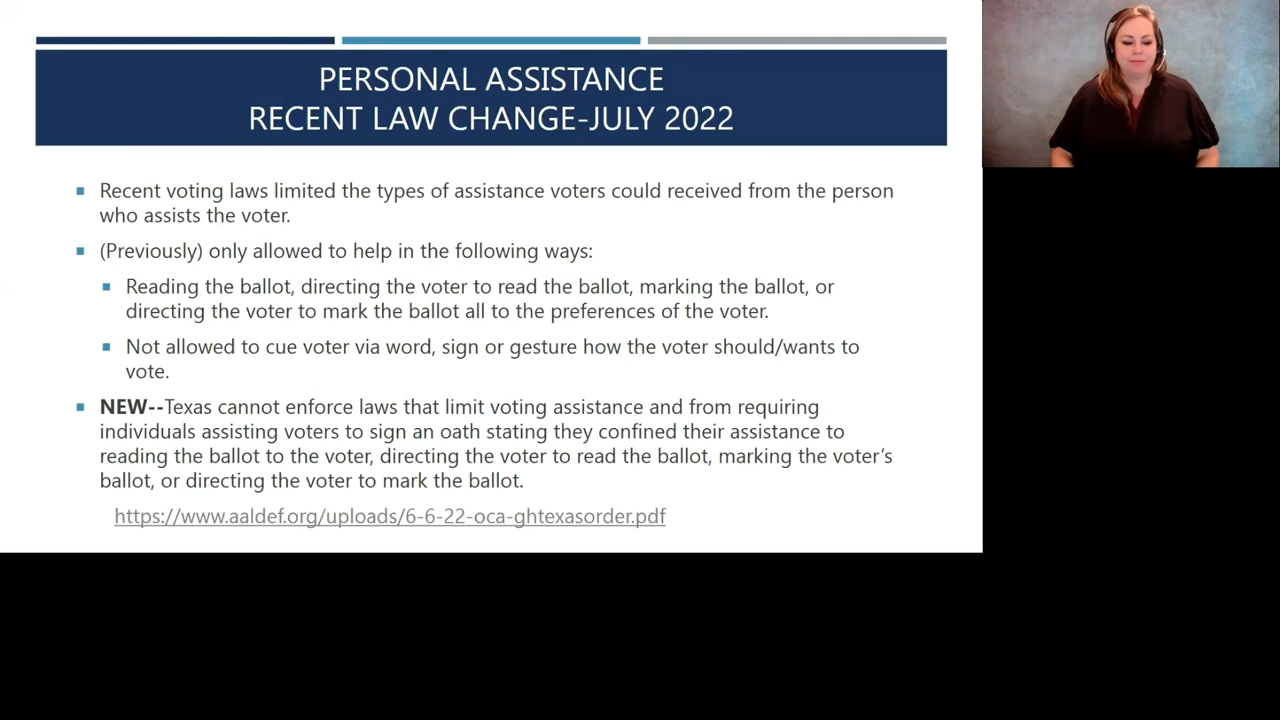 PERSONAL ASSISTANCE
RECENT LAW CHANGE-JULY 2022
Recent voting laws limited the types of assistance voters could received from the person
who assists the voter.
(Previously) only allowed to help in the following ways:
Reading the ballot, directing the voter to read the ballot, marking the ballot, or
directing the voter to mark the ballot all to the preferences of the voter.
Not allowed to cue voter via word, sign or gesture how the voter should/wants to
vote.
NEW--Texas cannot enforce laws that limit voting assistance and from requiring
individuals assisting voters to sign an oath stating they confined their assistance to
reading the ballot to the voter, directing the voter to read the ballot, marking the voter’s
ballot, or directing the voter to mark the ballot.
https://www.aaldef.org/uploads/6-6-22-oca-ghtexasorder.pdf